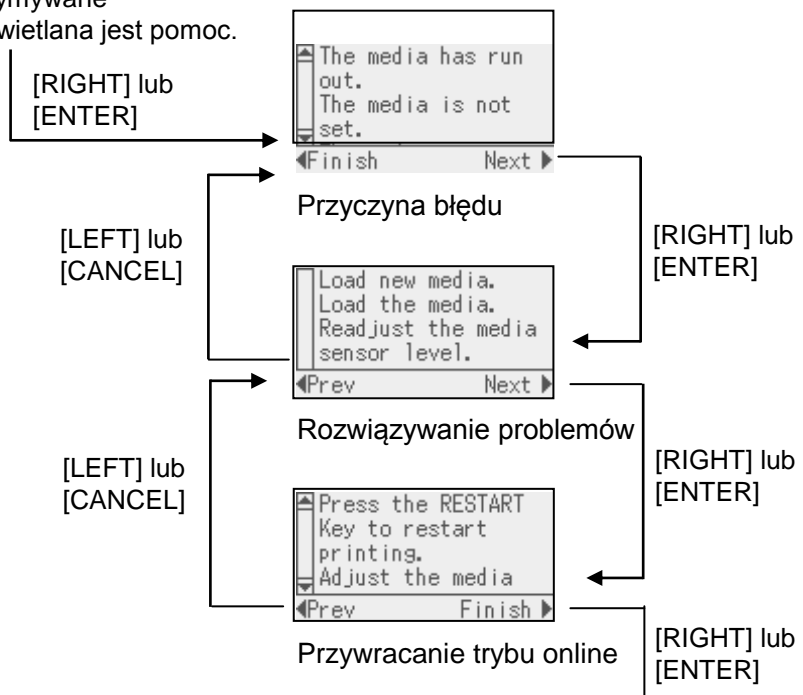 wietlana jest pomoc.
[RIGHT] lub
[ENTER]
The media has run
out.
The media is not
set.
Finish Next
Przyczyna błędu
[LEFT] lub
[CANCEL]
[RIGHT] lub
[ENTER]
Load new media.
Load the media.
Readjust the media
sensor level.
Prev Next
Rozwiązywanie problemów
[LEFT] lub
[CANCEL]
[RIGHT] lub
[ENTER]
Press the RESTART
Key to restart
printing.
Adjust the media
Prev Finish
Przywracanie trybu online
[RIGHT] lub
[ENTER]